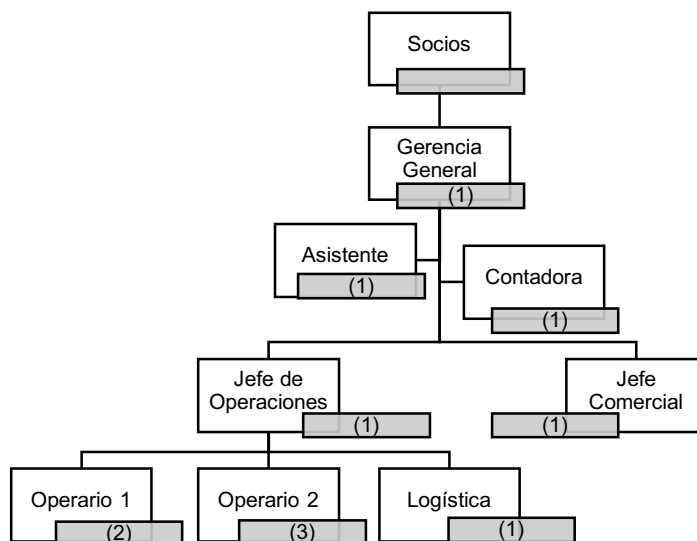 Socios
Gerencia
General
(1)
Asistente
(1)
Contadora
(1)
Jefe de
Operaciones
(1)
Jefe
Comercial
(1)
Operario 1
(2)
Operario 2
(3)
Logística
(1)